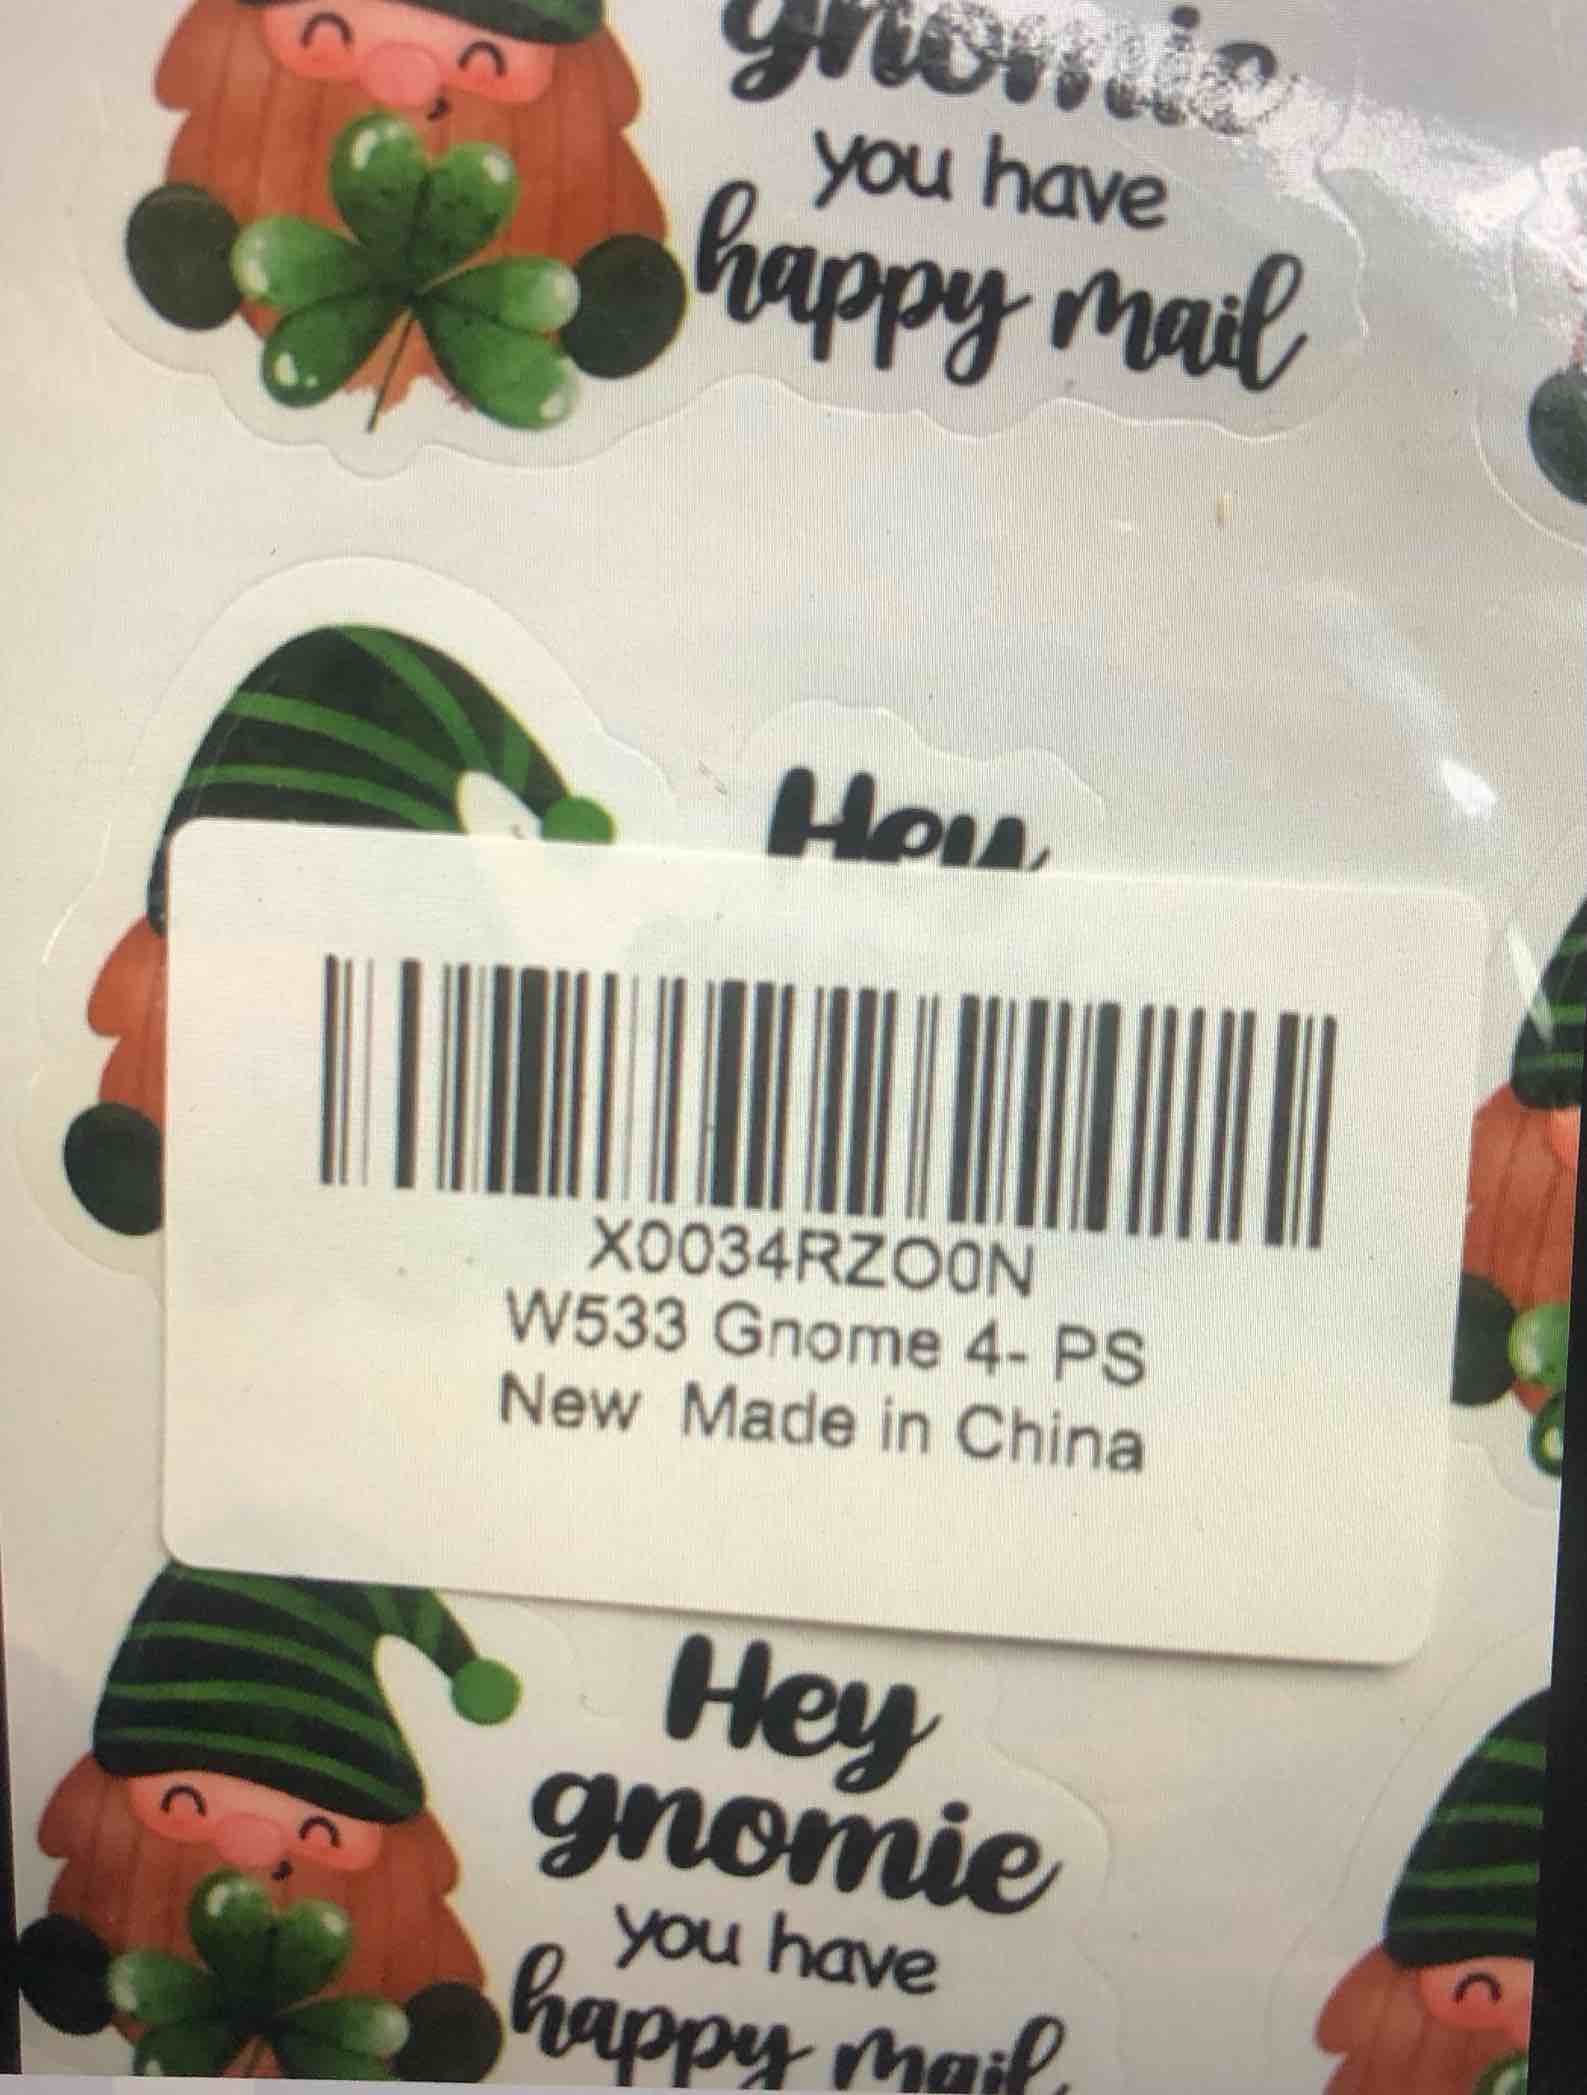 gnomie
you have
happy mail
Hey
X0034RZO0N
W533 Gnome 4- PS
New Made in China
Hey
gnomie
you have
happy mail